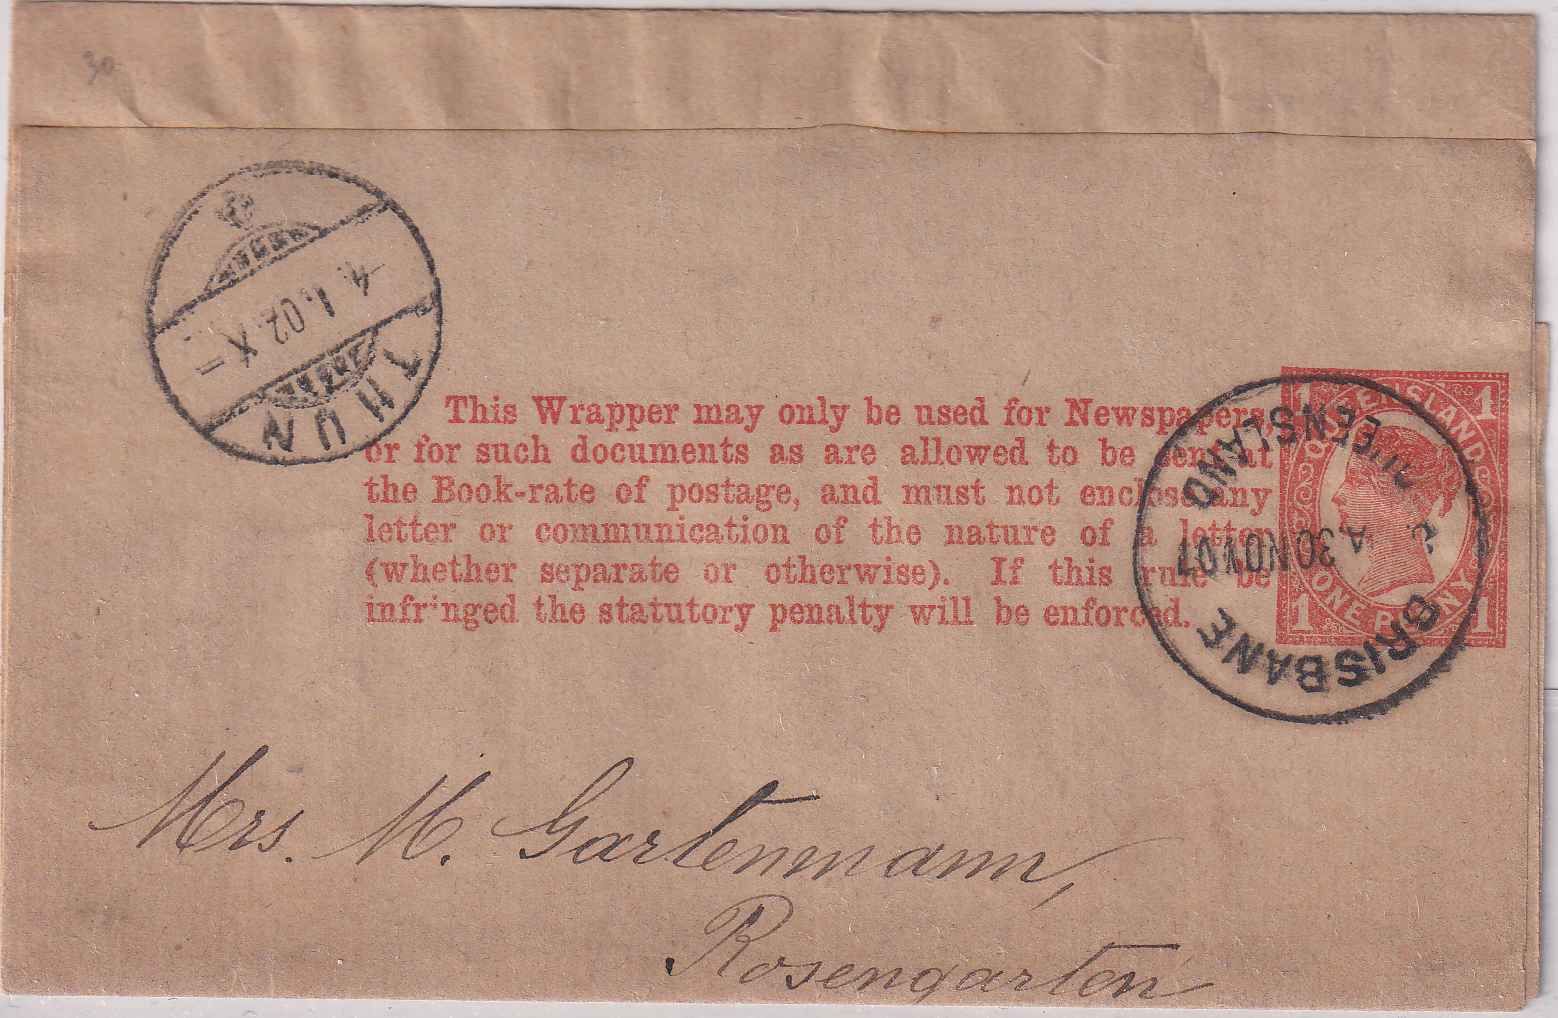 30
THUN
4.I.02.X-
This Wrapper may only be used for Newspapers,
or for such documents as are allowed to be sent at
the Book-rate of postage, and must not enclose any
letter or communication of the nature of a letter
(whether separate or otherwise). If this rule be
infringed the statutory penalty will be enforced.
1 QUEENSLAND 1
1 ONE PENNY 1
QUEENSLAND
A.30NOV07
BRISBANE
Mrs. M. Gartenmann,
Rosengarten